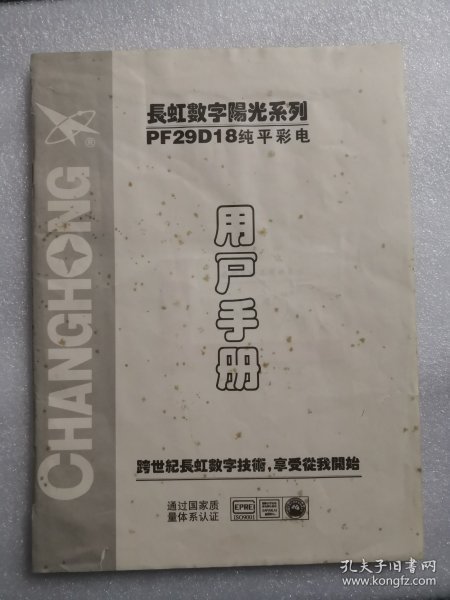 長虹數字陽光系列
PF29D18纯平彩电
CHANGHONG
®
用户手册
跨世紀長虹數字技術,享受從我開始
通过国家质
量体系认证
EPRE
ISO9001
孔夫子旧书网
www.kongfz.com